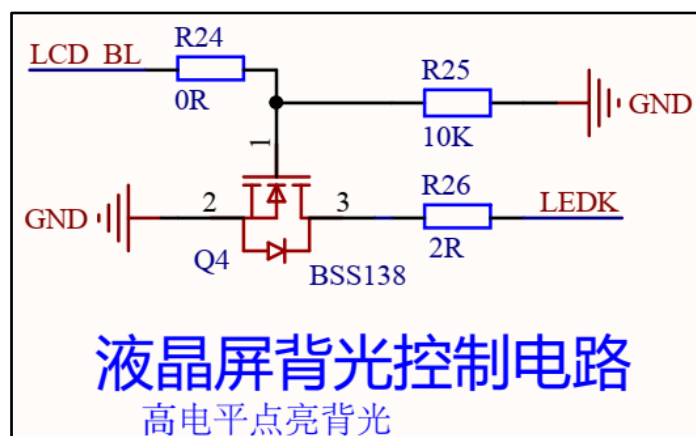 LCD_BL
R24
0R
R25
10K
GND
1
GND
2
3
R26
2R
LEDK
Q4
BSS138
液晶屏背光控制电路
高电平点亮背光